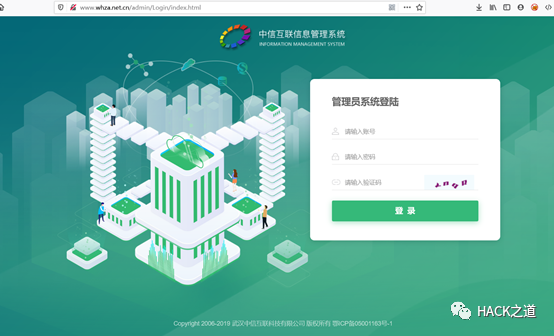 www.whza.net.cn/admin/Login/index.html
中信互联信息管理系统
INFORMATION MANAGEMENT SYSTEM
管理员系统登陆
请输入账号
请输入密码
请输入验证码
登 录
HACK之道
Copyright 2006-2019 武汉中信互联科技有限公司 版权所有 鄂ICP备05001163号-1